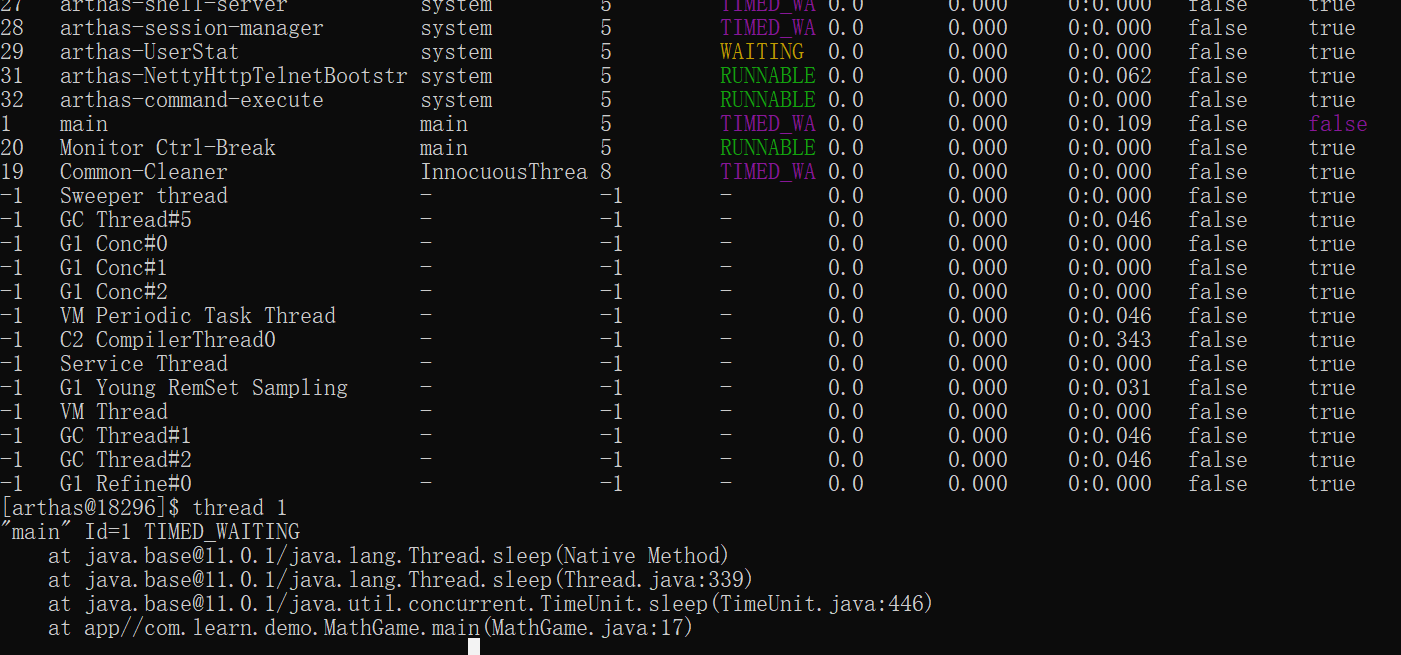 27 arthas-shell-server system 5 TIMED_WA 0.0 0.000 0:0.000 false true
28 arthas-session-manager system 5 TIMED_WA 0.0 0.000 0:0.000 false true
29 arthas-UserStat system 5 WAITING 0.0 0.000 0:0.000 false true
31 arthas-NettyHttpTelnetBootstr system 5 RUNNABLE 0.0 0.000 0:0.062 false true
32 arthas-command-execute system 5 RUNNABLE 0.0 0.000 0:0.000 false true
1 main main 5 TIMED_WA 0.0 0.000 0:0.109 false false
20 Monitor Ctrl-Break main 5 RUNNABLE 0.0 0.000 0:0.000 false true
19 Common-Cleaner InnocuousThrea 8 TIMED_WA 0.0 0.000 0:0.000 false true
-1 Sweeper thread - -1 - 0.0 0.000 0:0.000 false true
-1 GC Thread#5 - -1 - 0.0 0.000 0:0.046 false true
-1 G1 Conc#0 - -1 - 0.0 0.000 0:0.000 false true
-1 G1 Conc#1 - -1 - 0.0 0.000 0:0.000 false true
-1 G1 Conc#2 - -1 - 0.0 0.000 0:0.000 false true
-1 VM Periodic Task Thread - -1 - 0.0 0.000 0:0.046 false true
-1 C2 CompilerThread0 - -1 - 0.0 0.000 0:0.343 false true
-1 Service Thread - -1 - 0.0 0.000 0:0.000 false true
-1 G1 Young RemSet Sampling - -1 - 0.0 0.000 0:0.031 false true
-1 VM Thread - -1 - 0.0 0.000 0:0.000 false true
-1 GC Thread#1 - -1 - 0.0 0.000 0:0.046 false true
-1 GC Thread#2 - -1 - 0.0 0.000 0:0.046 false true
-1 G1 Refine#0 - -1 - 0.0 0.000 0:0.000 false true
[arthas@18296]$ thread 1
"main" Id=1 TIMED_WAITING
at java.base@11.0.1/java.lang.Thread.sleep(Native Method)
at java.base@11.0.1/java.lang.Thread.sleep(Thread.java:339)
at java.base@11.0.1/java.util.concurrent.TimeUnit.sleep(TimeUnit.java:446)
at app//com.learn.demo.MathGame.main(MathGame.java:17)